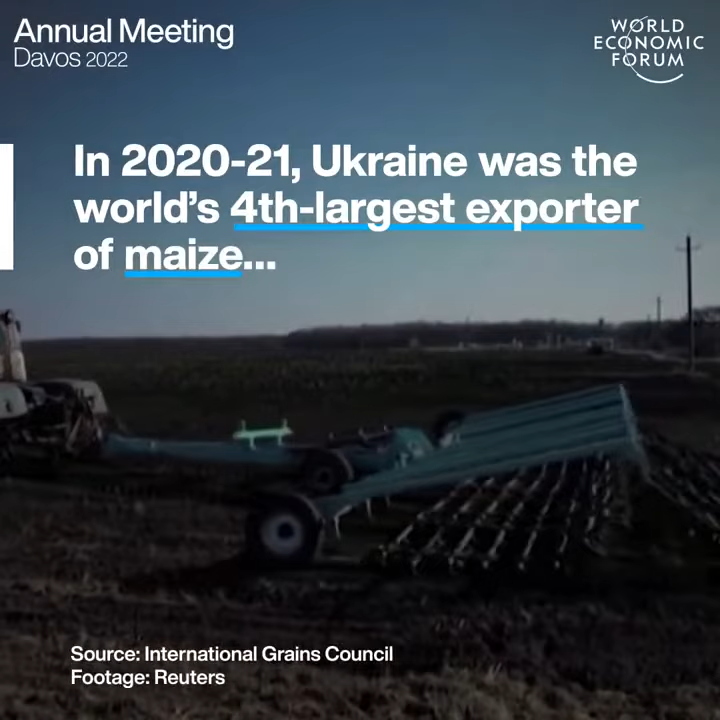 Annual Meeting
Davos 2022
WORLD
ECONOMIC
FORUM
In 2020-21, Ukraine was the
world's 4th-largest exporter
of maize...
Source: International Grains Council
Footage: Reuters